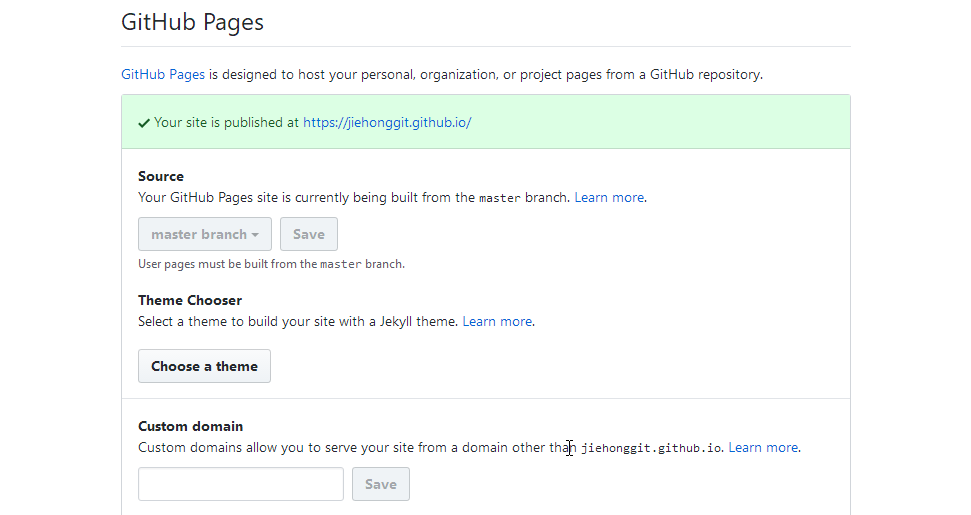 GitHub Pages
GitHub Pages is designed to host your personal, organization, or project pages from a GitHub repository.
Your site is published at https://jiehonggit.github.io/
Source
Your GitHub Pages site is currently being built from the master branch. Learn more.
master branch Save
User pages must be built from the master branch.
Theme Chooser
Select a theme to build your site with a Jekyll theme. Learn more.
Choose a theme
Custom domain
Custom domains allow you to serve your site from a domain other than jiehonggit.github.io. Learn more.
Save